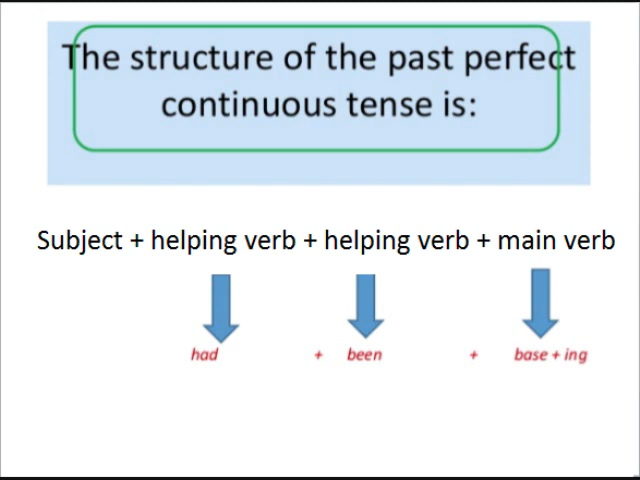 The structure of the past perfect
continuous tense is:
Subject + helping verb + helping verb + main verb
had + been + base + ing